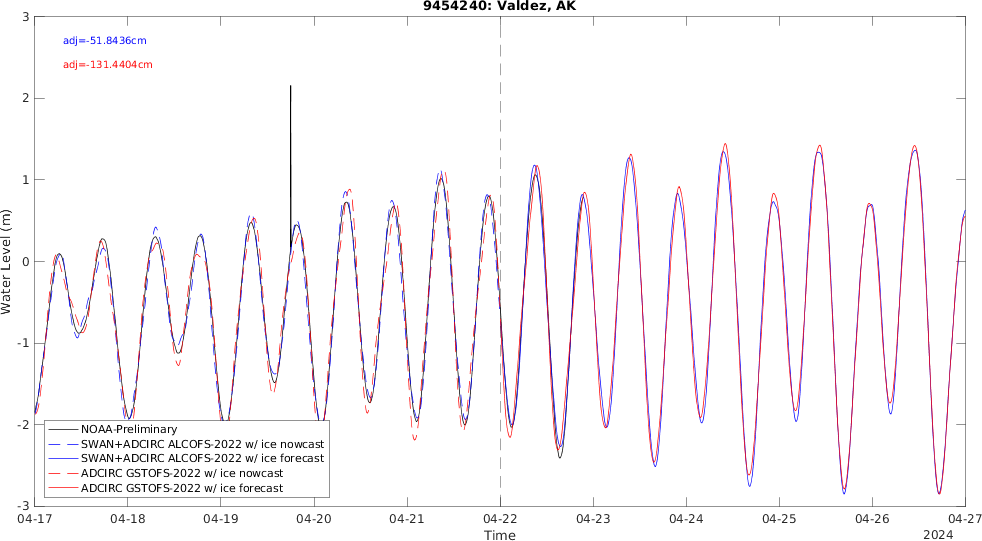 9454240: Valdez, AK
adj=-51.8436cm
adj=-131.4404cm
Water Level (m)
3
2
1
0
-1
-2
-3
NOAA-Preliminary
SWAN+ADCIRC ALCOFS-2022 w/ ice nowcast
SWAN+ADCIRC ALCOFS-2022 w/ ice forecast
ADCIRC GSTOFS-2022 w/ ice nowcast
ADCIRC GSTOFS-2022 w/ ice forecast
04-17 04-18 04-19 04-20 04-21 04-22 04-23 04-24 04-25 04-26 04-27
Time
2024